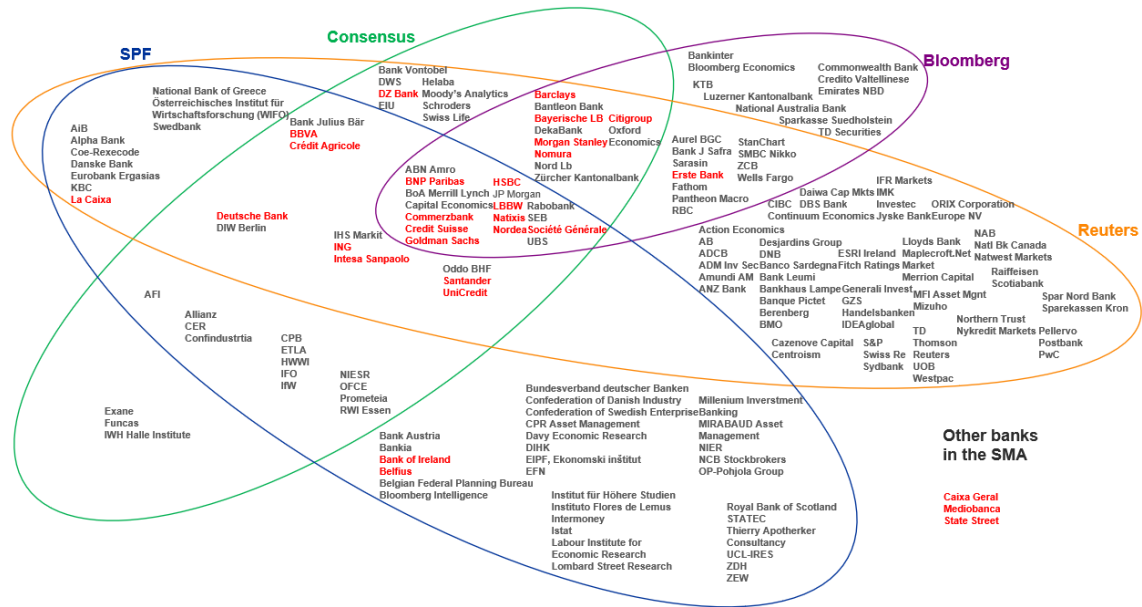 Consensus
SPF
Bloomberg
Reuters
National Bank of Greece
Österreichisches Institut für
Wirtschaftsforschung (WIFO)
Swedbank
AiB
Alpha Bank
Coe-Rexecode
Danske Bank
Eurobank Ergasias
KBC
La Caixa
Bank Julius Bär
BBVA
Crédit Agricole
Bank Vontobel
DWS
DZ Bank
EIU
Helaba
Moody's Analytics
Schroders
Swiss Life
Barclays
Bantleon Bank
Bayerische LB
DekaBank
Morgan Stanley
Nomura
Nord Lb
Zürcher Kantonalbank
Citigroup
Oxford
Economics
ABN Amro
BNP Paribas
BoA Merrill Lynch
Capital Economics
Commerzbank
Credit Suisse
Goldman Sachs
HSBC
JP Morgan
LBBW
Natixis
Nordea
Rabobank
SEB
Société Générale
UBS
Bankinter
Bloomberg Economics
KTB
Luzerner Kantonalbank
Commonwealth Bank
Credito Valtellinese
Emirates NBD
National Australia Bank
Sparkasse Suedholstein
TD Securities
Aurel BGC
Bank J Safra
Sarasin
Erste Bank
Fathom
Pantheon Macro
RBC
StanChart
SMBC Nikko
ZCB
Wells Fargo
Deutsche Bank
DIW Berlin
IHS Markit
ING
Intesa Sanpaolo
Oddo BHF
Santander
UniCredit
IFR Markets
Daiwa Cap Mkts
IMK
CIBC
DBS Bank
Investec
ORIX Corporation
Continuum Economics
Jyske Bank
Europe NV
Action Economics
AB
ADCB
ADM Inv Sec
Amundi AM
ANZ Bank
Desjardins Group
DNB
Banco Sardegna
Bank Leumi
Bankhaus Lampe
Banque Pictet
Berenberg
BMO
ESRI Ireland
Fitch Ratings
Generali Invest
GZS
Handelsbanken
IDEAglobal
Lloyds Bank
Maplecroft.Net
Market
Merrion Capital
MFI Asset Mgnt
Mizuho
NAB
Natl Bk Canada
Natwest Markets
Raiffeisen
Scotiabank
Spar Nord Bank
Sparekassen Kron
Northern Trust
Nykredit Markets
Pellervo
Postbank
PwC
Cazenove Capital
Centroism
S&P
Swiss Re
Sydbank
TD
Thomson
Reuters
UOB
Westpac
AFI
Allianz
CER
Confindustrtia
CPB
ETLA
HWWI
IFO
IfW
NIESR
OFCE
Prometeia
RWI Essen
Exane
Funcas
IWH Halle Institute
Bank Austria
Bankia
Bank of Ireland
Belfius
Belgian Federal Planning Bureau
Bloomberg Intelligence
Bundesverband deutscher Banken
Confederation of Danish Industry
Confederation of Swedish Enterprise
CPR Asset Management
Davy Economic Research
DIHK
EIPF, Ekonomski inštitut
EFN
Millenium Inverstment
Banking
MIRABAUD Asset
Management
NIER
NCB Stockbrokers
OP-Pohjola Group
Institut für Höhere Studien
Instituto Flores de Lemus
Intermoney
Istat
Labour Institute for
Economic Research
Lombard Street Research
Royal Bank of Scotland
STATEC
Thierry Apotherker
Consultancy
UCL-IRES
ZDH
ZEW
Other banks
in the SMA
Caixa Geral
Mediobanca
State Street